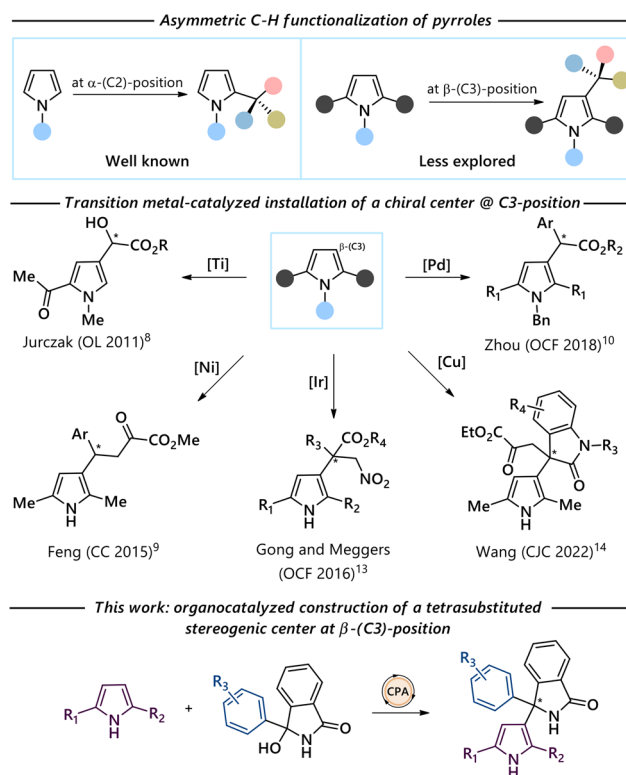 Asymmetric C-H functionalization of pyrroles
at α-(C2)-position
N
N
Well known
at β-(C3)-position
N
N
Less explored
Transition metal-catalyzed installation of a chiral center @ C3-position
HO
*
CO2R
Me
O
N
Me
Jurczak (OL 2011)8
[Ti]
β-(C3)
N
[Pd]
Ar
*
CO2R2
R1
N
R1
Bn
Zhou (OCF 2018)10
[Ni]
[Ir]
[Cu]
Ar
*
O
CO2Me
Me
N
H
Me
Feng (CC 2015)9
R3
CO2R4
*
NO2
R1
N
H
R2
Gong and Meggers
(OCF 2016)13
R4
EtO2C
O
*
N
R3
O
Me
N
H
Me
Wang (CJC 2022)14
This work: organocatalyzed construction of a tetrasubstituted
stereogenic center at β-(C3)-position
R1
N
H
R2
+
R3
HO
NH
O
CPA
R3
*
O
NH
R1
N
H
R2